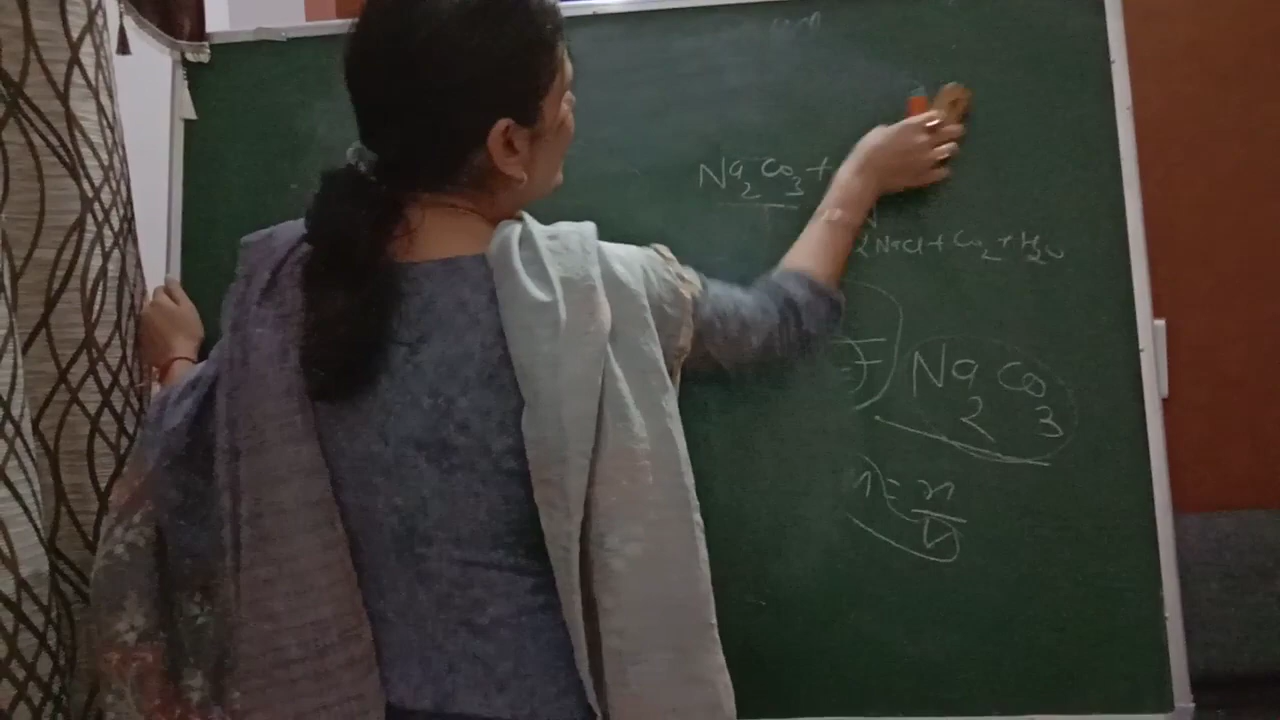 Na2Co3 +
2NaCl + Co2 + H2O
Na2Co3
n =